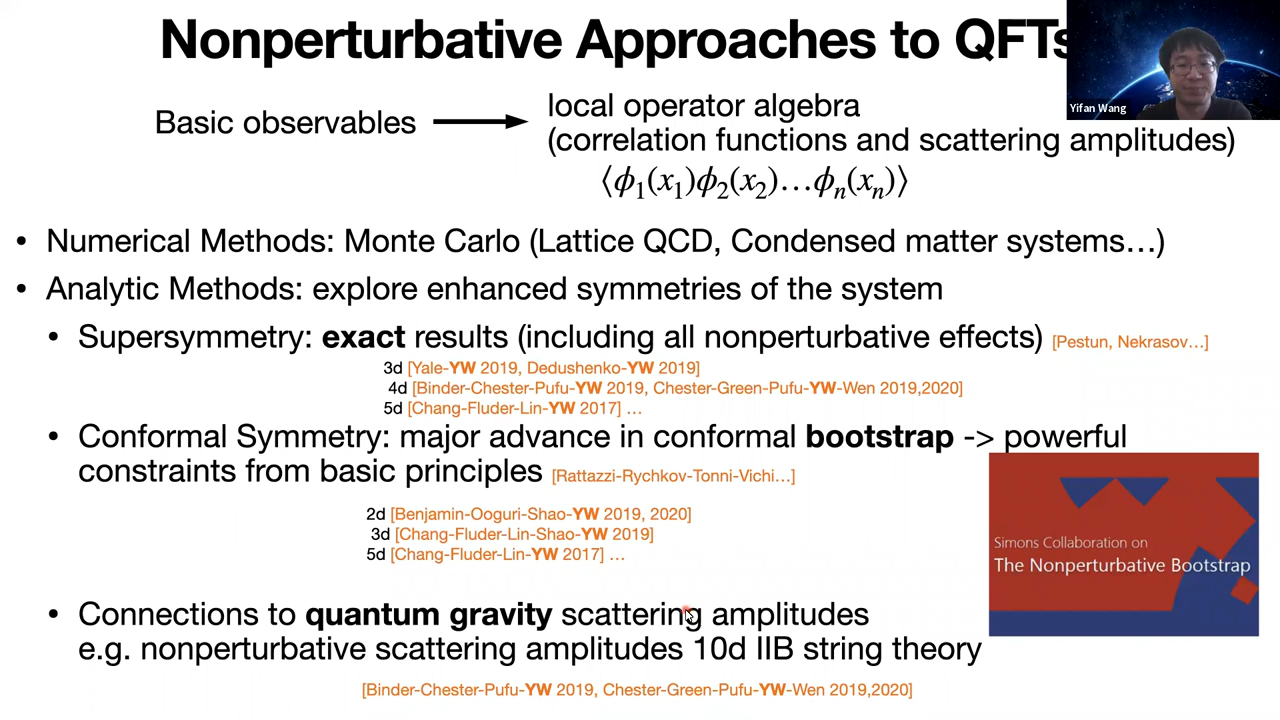 Nonperturbative Approaches to QFTs
Yifan Wang
Basic observables
local operator algebra
(correlation functions and scattering amplitudes)
⟨ϕ₁(x₁)ϕ₂(x₂)…ϕₙ(xₙ)⟩
• Numerical Methods: Monte Carlo (Lattice QCD, Condensed matter systems…)
• Analytic Methods: explore enhanced symmetries of the system
• Supersymmetry: exact results (including all nonperturbative effects) [Pestun, Nekrasov…]
3d [Yale-YW 2019, Dedushenko-YW 2019]
4d [Binder-Chester-Pufu-YW 2019, Chester-Green-Pufu-YW-Wen 2019,2020]
5d [Chang-Fluder-Lin-YW 2017] …
• Conformal Symmetry: major advance in conformal bootstrap -> powerful
constraints from basic principles [Rattazzi-Rychkov-Tonni-Vichi…]
2d [Benjamin-Ooguri-Shao-YW 2019, 2020]
3d [Chang-Fluder-Lin-Shao-YW 2019]
5d [Chang-Fluder-Lin-YW 2017] …
Simons Collaboration on
The Nonperturbative Bootstrap
• Connections to quantum gravity scattering amplitudes
e.g. nonperturbative scattering amplitudes 10d IIB string theory
[Binder-Chester-Pufu-YW 2019, Chester-Green-Pufu-YW-Wen 2019,2020]